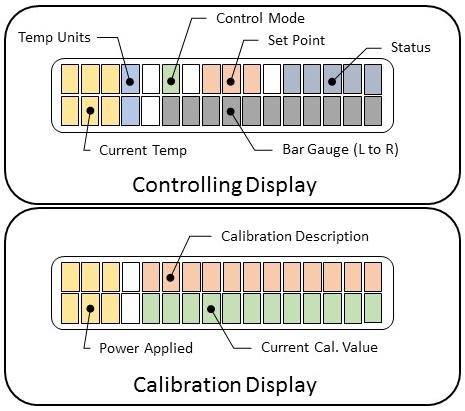 Control Mode
Temp Units
Set Point
Status
Current Temp
Bar Gauge (L to R)
Controlling Display
Calibration Description
Power Applied
Current Cal. Value
Calibration Display